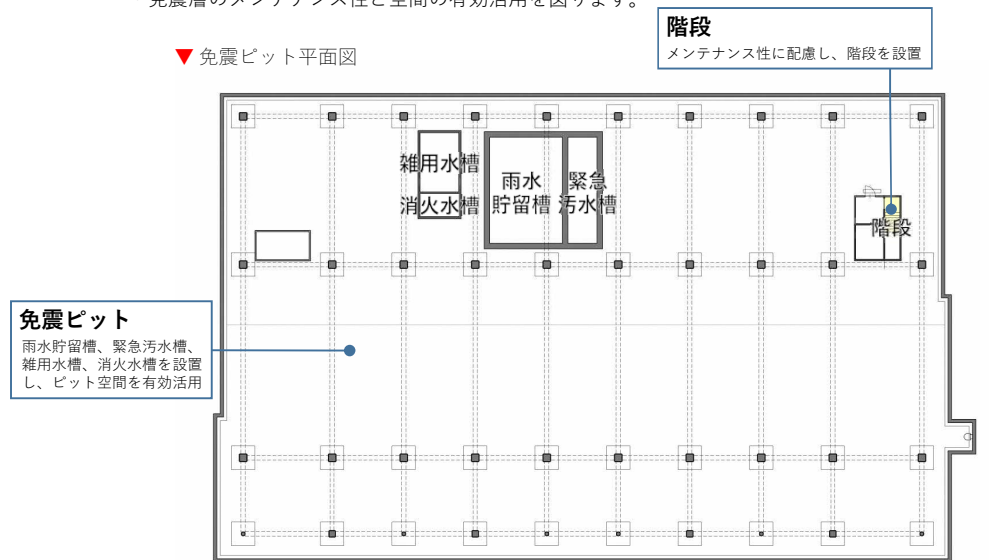 免震層のメンテナンス性と空間の有効活用を図ります。
階段
メンテナンス性に配慮し、階段を設置
▼ 免震ピット平面図
雑用水槽
消火水槽
雨水
貯留槽
緊急
汚水槽
階段
免震ピット
雨水貯留槽、緊急汚水槽、
雑用水槽、消火水槽を設置
し、ピット空間を有効活用